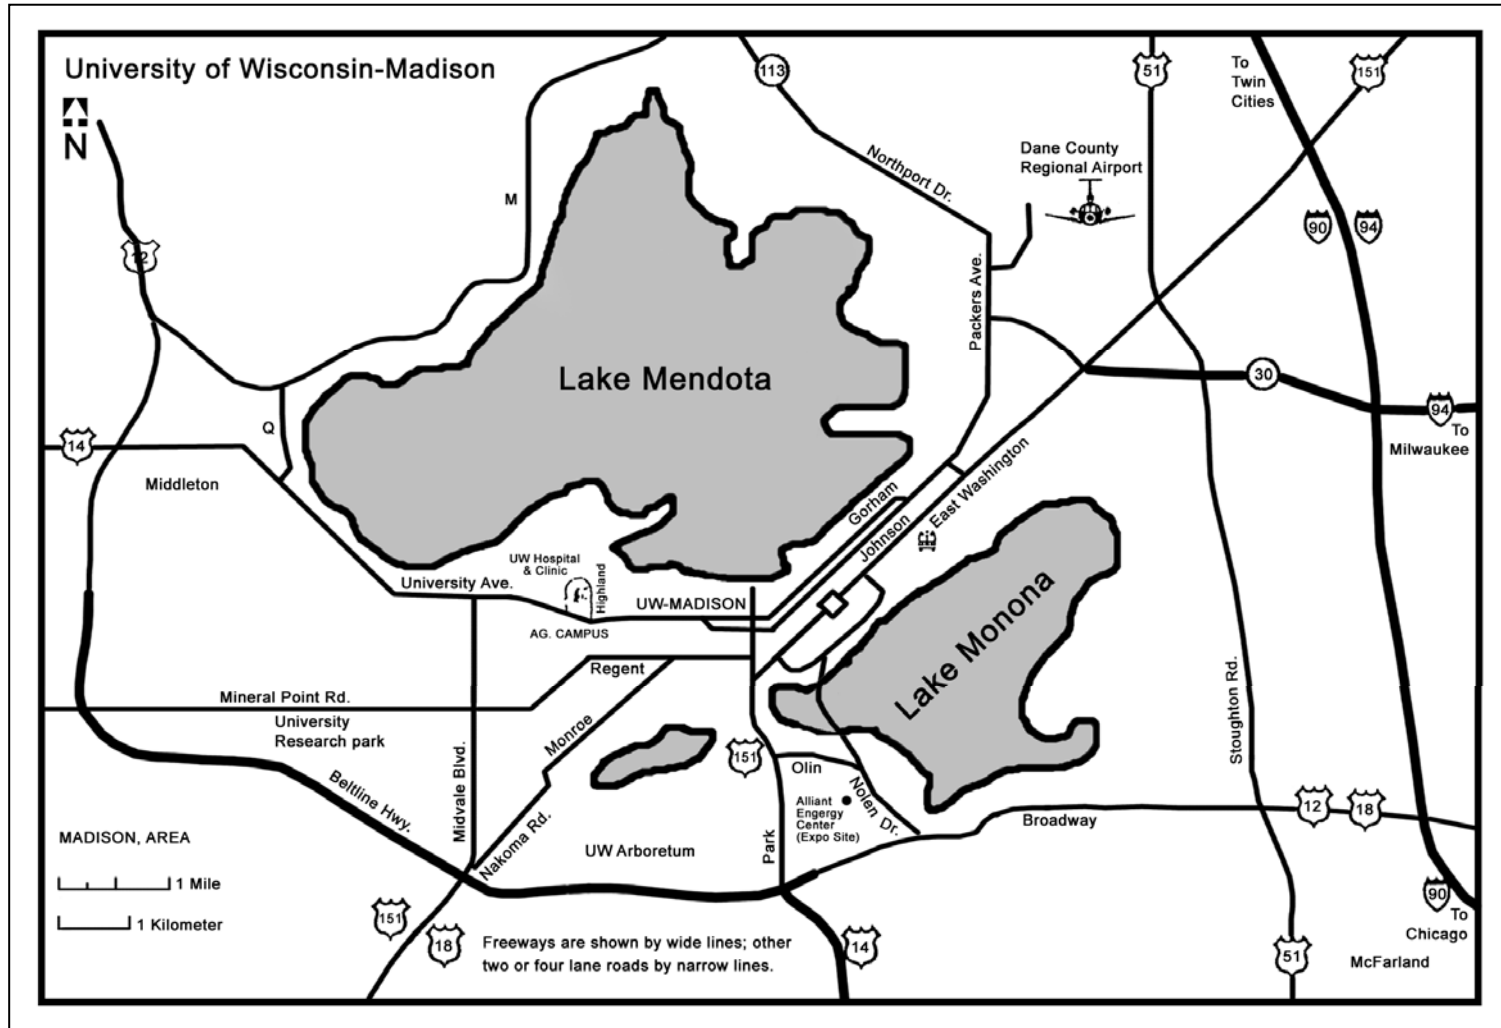 University of Wisconsin-Madison
N
113
51
To
Twin
Cities
151
Dane County
Regional Airport
Northport Dr.
M
12
90
94
Packers Ave.
Lake Mendota
30
94
To
Milwaukee
Q
14
Middleton
East Washington
Gorham
Johnson
UW Hospital
& Clinic
Highland
University Ave.
UW-MADISON
AG. CAMPUS
Lake Monona
Regent
Mineral Point Rd.
University
Research park
Monroe
Stoughton Rd.
151
Olin
Nolen Dr.
Beltline Hwy.
Midvale Blvd.
Alliant
Engergy
Center
(Expo Site)
12
18
Broadway
MADISON, AREA
Nakoma Rd.
UW Arboretum
Park
1 Mile
1 Kilometer
151
18
Freeways are shown by wide lines; other
two or four lane roads by narrow lines.
14
90
To
Chicago
51
McFarland